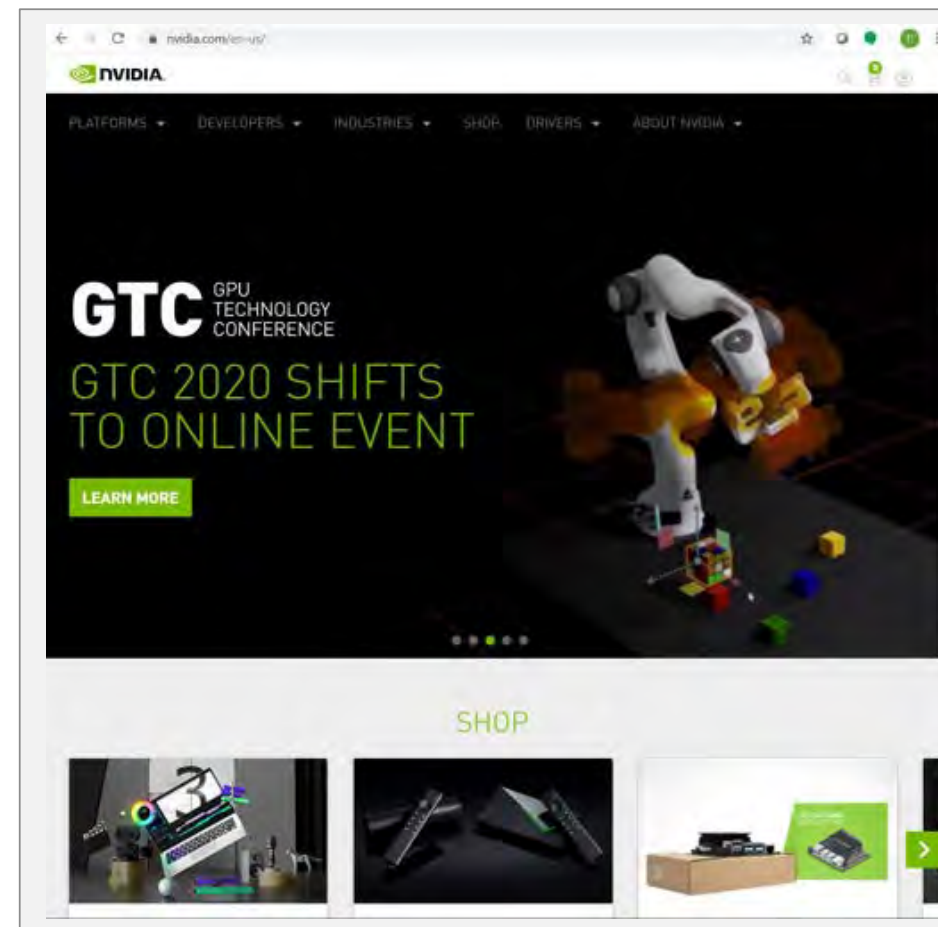 nvidia.com/en-us/
NVIDIA.
PLATFORMS DEVELOPERS INDUSTRIES SHOP DRIVERS ABOUT NVIDIA
GTC GPU
TECHNOLOGY
CONFERENCE
GTC 2020 SHIFTS
TO ONLINE EVENT
LEARN MORE
SHOP
3